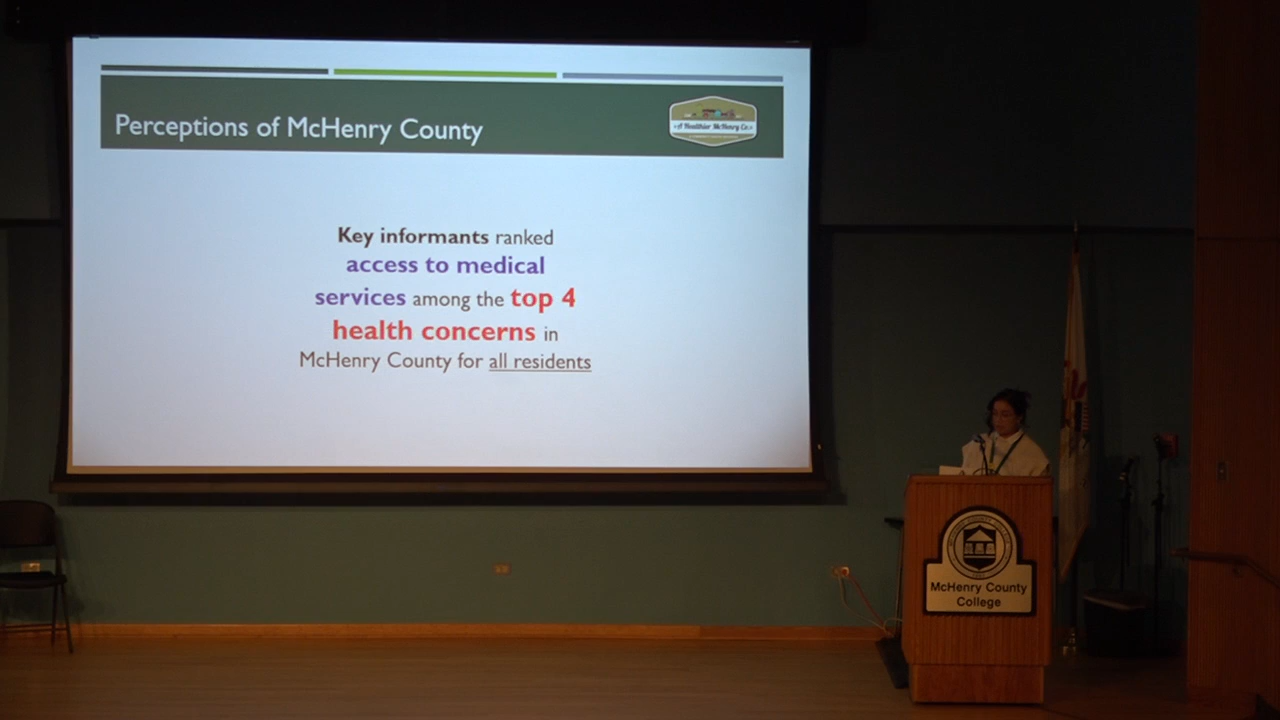 Perceptions of McHenry County
A Healthier McHenry Co.
Key informants ranked
access to medical
services among the top 4
health concerns in
McHenry County for all residents
McHenry County
College